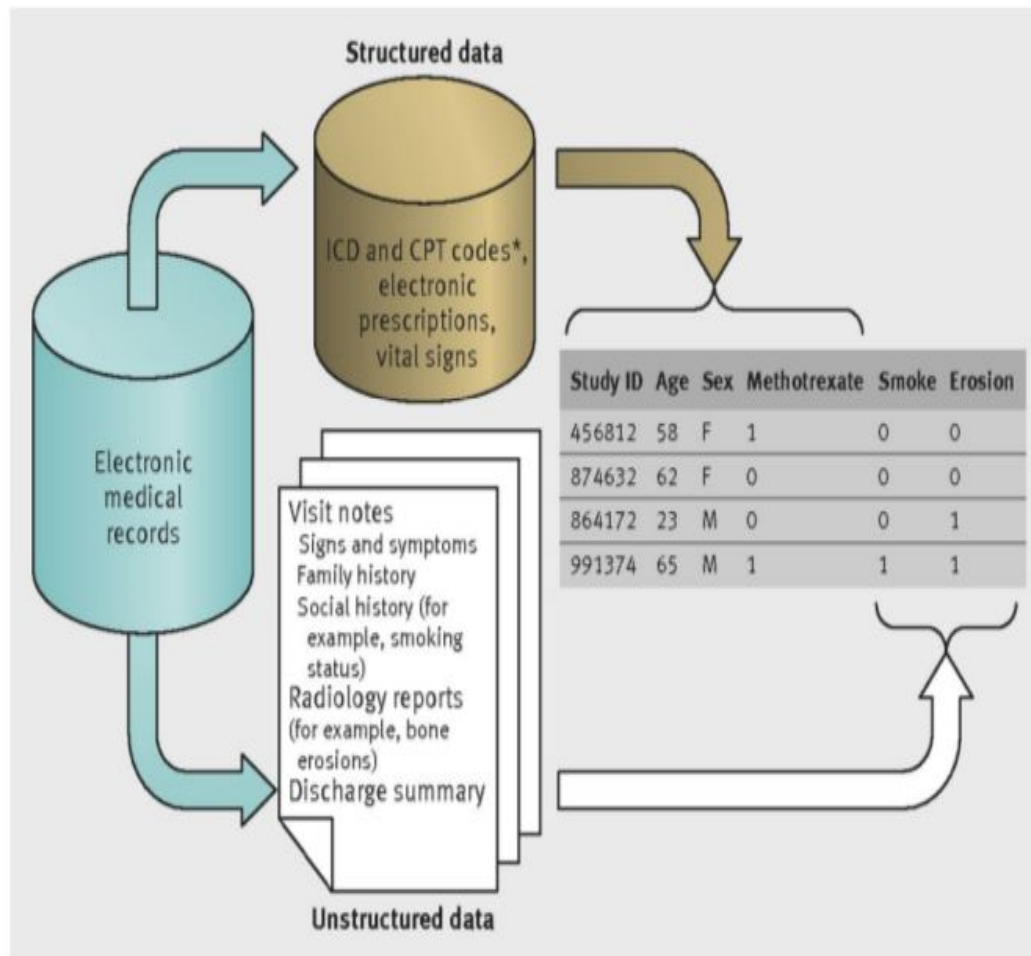 Structured data
ICD and CPT codes*,
electronic
prescriptions,
vital signs
Electronic
medical
records
Visit notes
Signs and symptoms
Family history
Social history (for
example, smoking
status)
Radiology reports
(for example, bone
erosions)
Discharge summary
Unstructured data
Study ID Age Sex Methotrexate Smoke Erosion
456812 58 F 1 0 0
874632 62 F 0 0 0
864172 23 M 0 0 1
991374 65 M 1 1 1